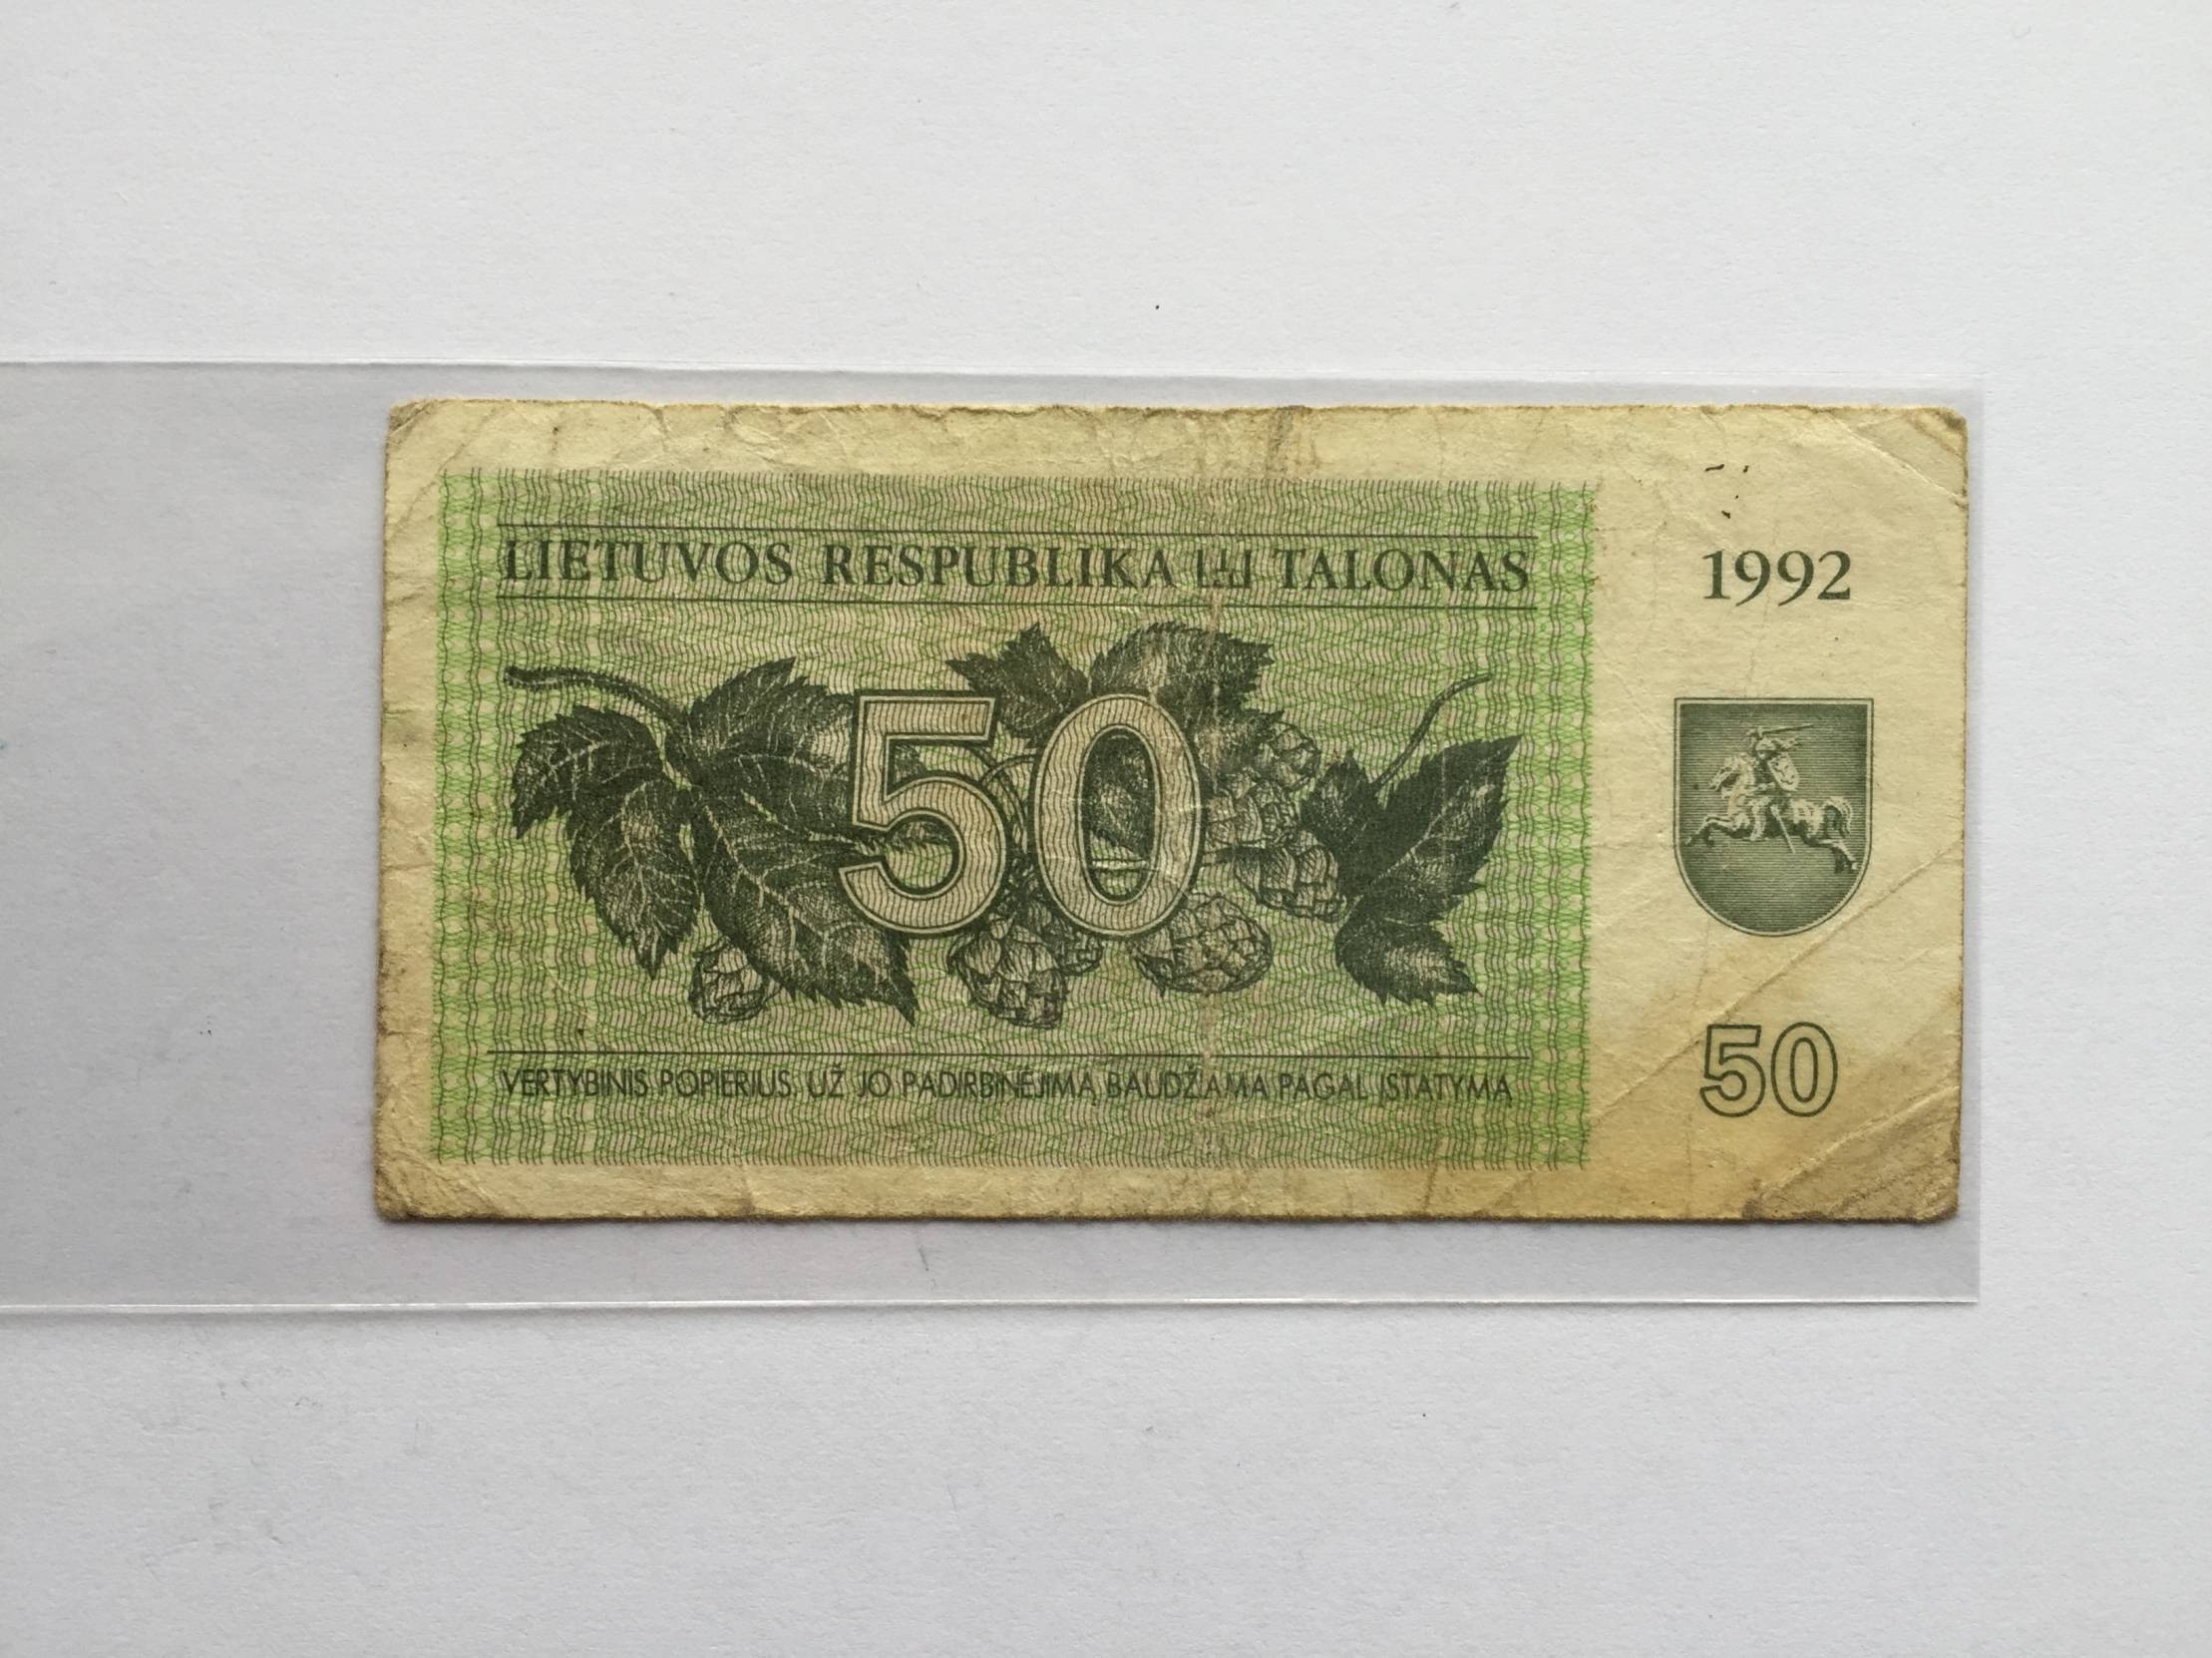 LIETUVOS RESPUBLIKA TALONAS
1992
50
VERTYBINIS POPIERIUS. UŽ JO PADIRBINĖJIMĄ BAUDŽIAMA PAGAL ĮSTATYMĄ
50